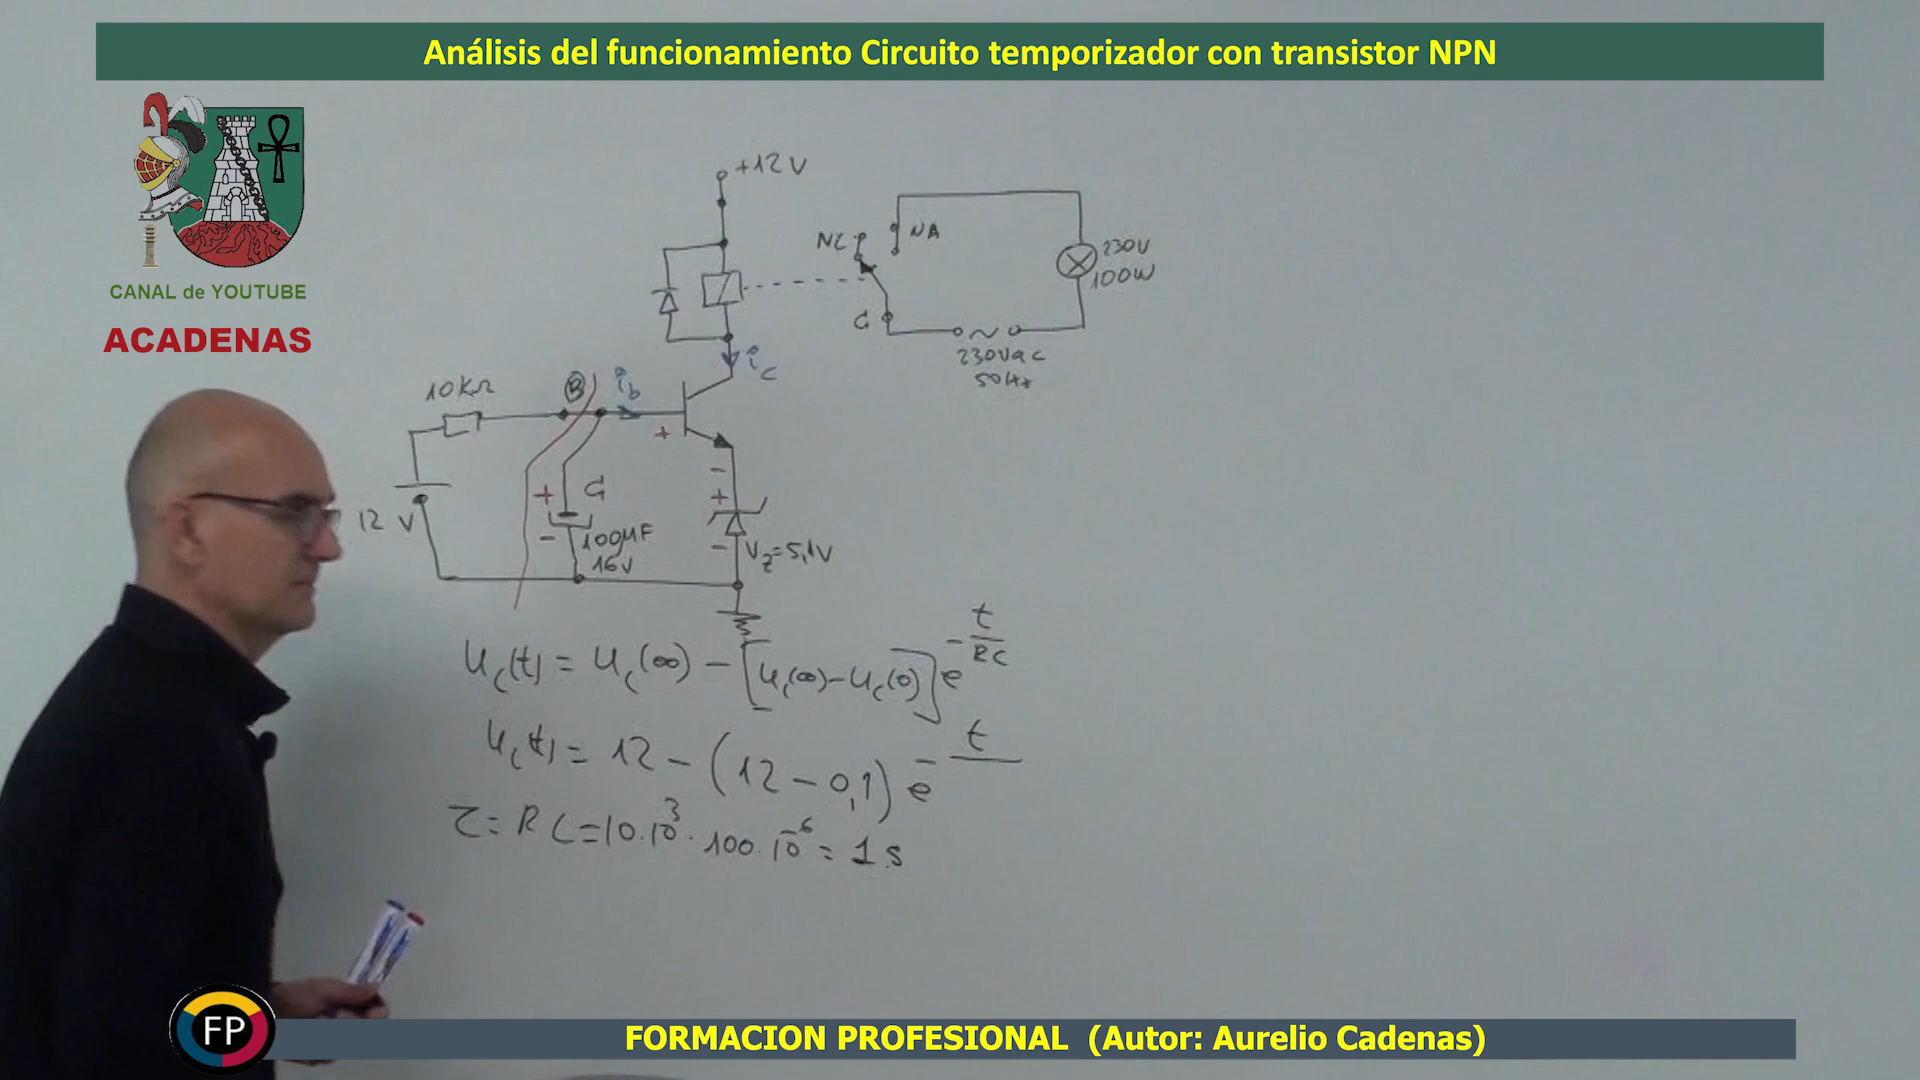 Análisis del funcionamiento Circuito temporizador con transistor NPN
CANAL de YOUTUBE
ACADENAS
+12V
NC
NA
230V
100W
C
230Vac
50Hz
ic
10KΩ
B
ib
+
-
+
-
Vz=5,1V
+
C
-
100µF
16V
12 V
uc(t) = uc(∞) - [uc(∞)-uc(0)] e^-t/RC
uc(t) = 12 - (12 - 0,1) e^-t
τ = RC = 10.10³. 100.10⁻⁶ = 1 s
FP
FORMACION PROFESIONAL (Autor: Aurelio Cadenas)